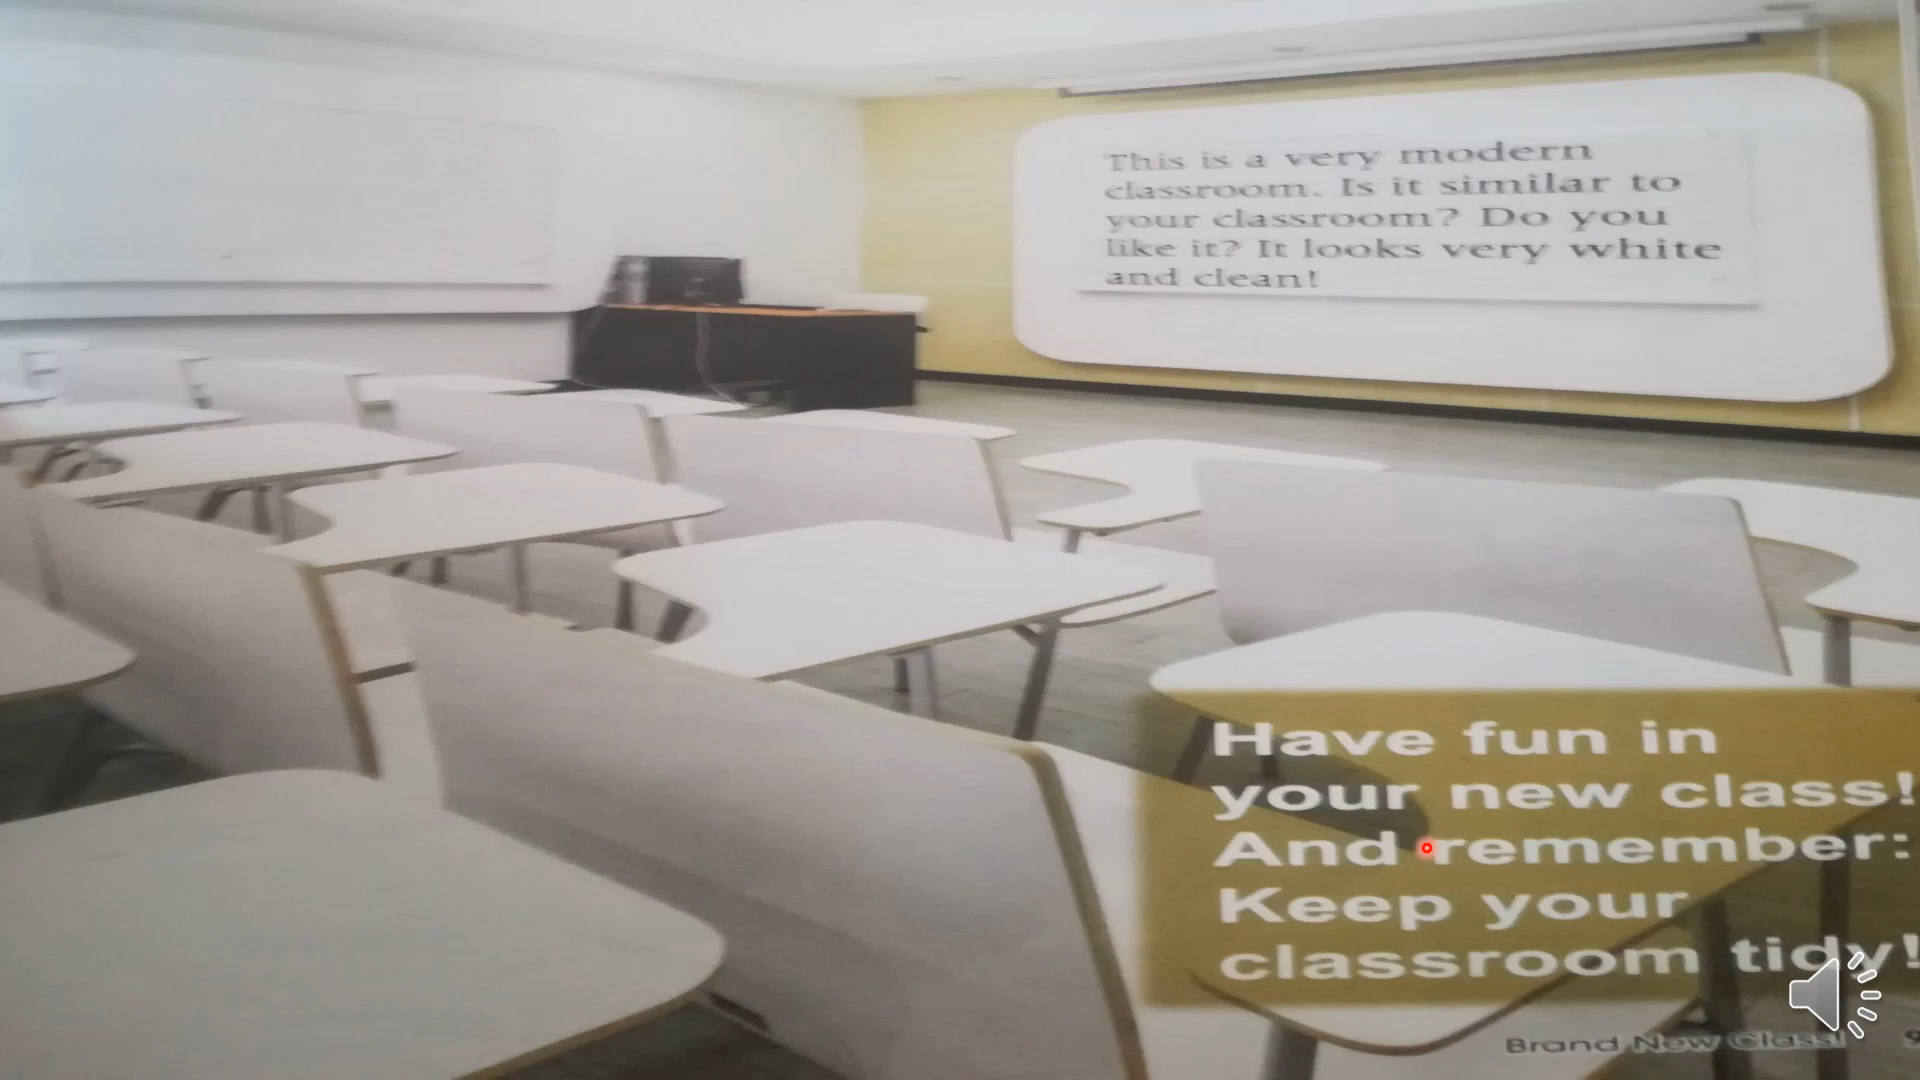 This is a very modern
classroom. Is it similar to
your classroom? Do you
like it? It looks very white
and clean!
Have fun in
your new class!
And remember:
Keep your
classroom tidy!
Brand New Class!
9